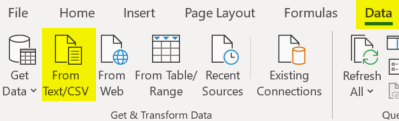 File Home Insert Page Layout Formulas Data
Get Data From Text/CSV From Web From Table/ Range Recent Sources Existing Connections Refresh All
Get & Transform Data